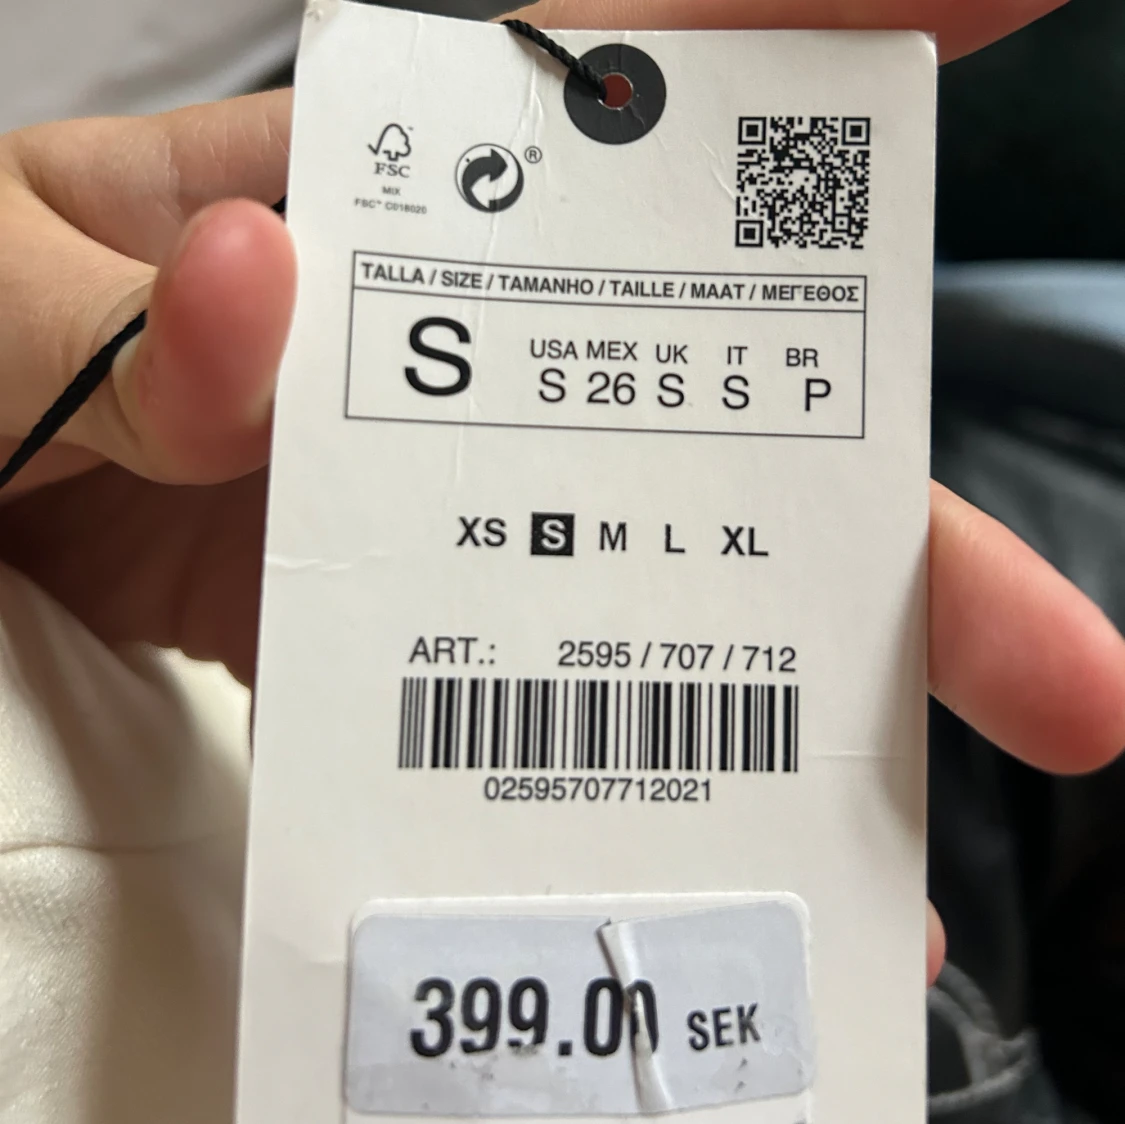 FSC
MIX
FSC™ C018020
®
TALLA / SIZE / TAMANHO / TAILLE / MAAT / ΜΕΓΕΘΟΣ
S
USA MEX UK IT BR
S 26 S S P
XS S M L XL
ART.: 2595 / 707 / 712
02595707712021
399.00 SEK